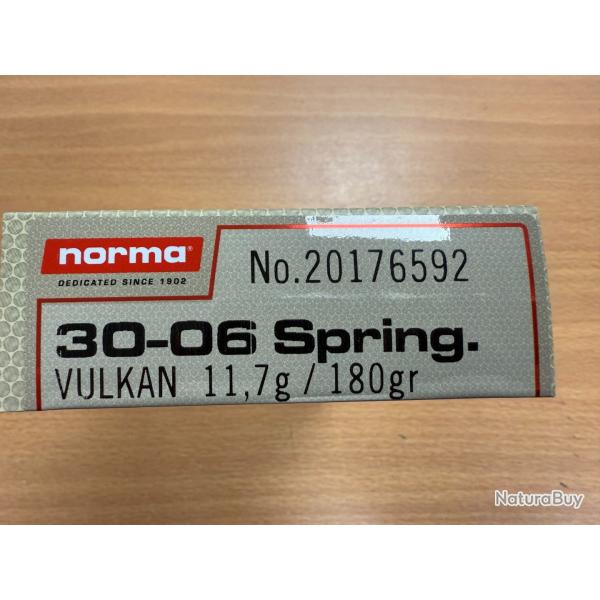 norma
DEDICATED SINCE 1902
No.20176592
30-06 Spring.
VULKAN 11,7g / 180gr
NaturaBuy